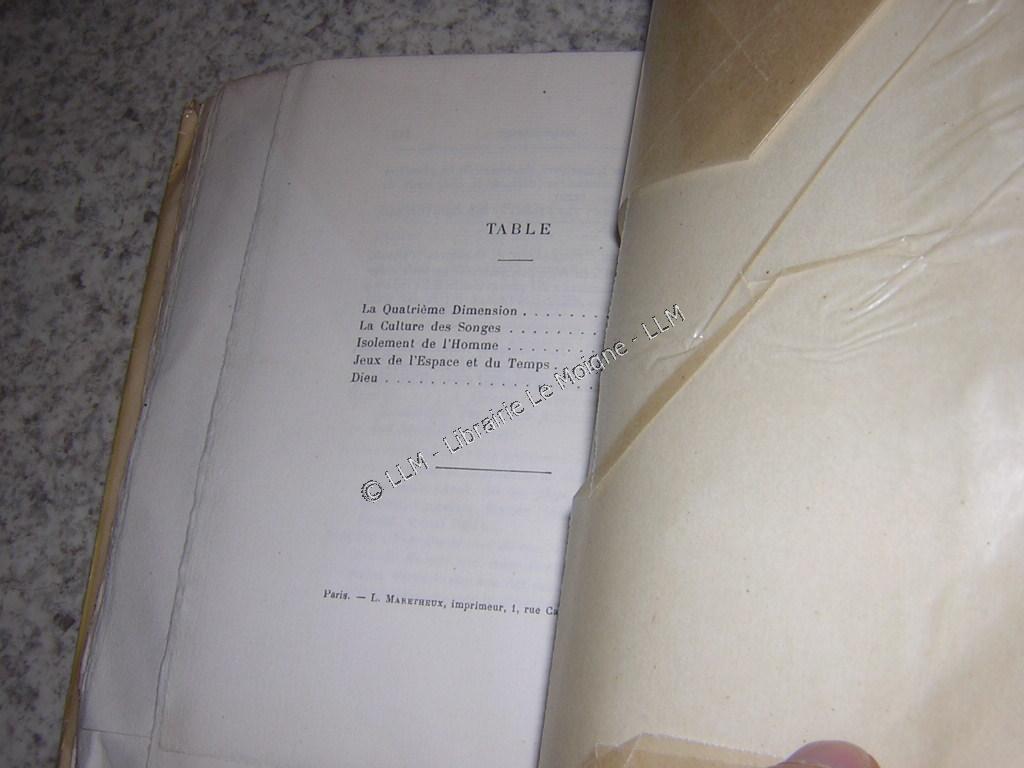 TABLE
La Quatrième Dimension . . . . . . .
La Culture des Songes . . . . . . . .
Isolement de l'Homme . . . . . . . .
Jeux de l'Espace et du Temps . .
Dieu . . . . . . . . . . . . . . . . .
© LLM - Librairie Le Moigne - LLM
Paris. — L. MARETHEUX, imprimeur, 1, rue